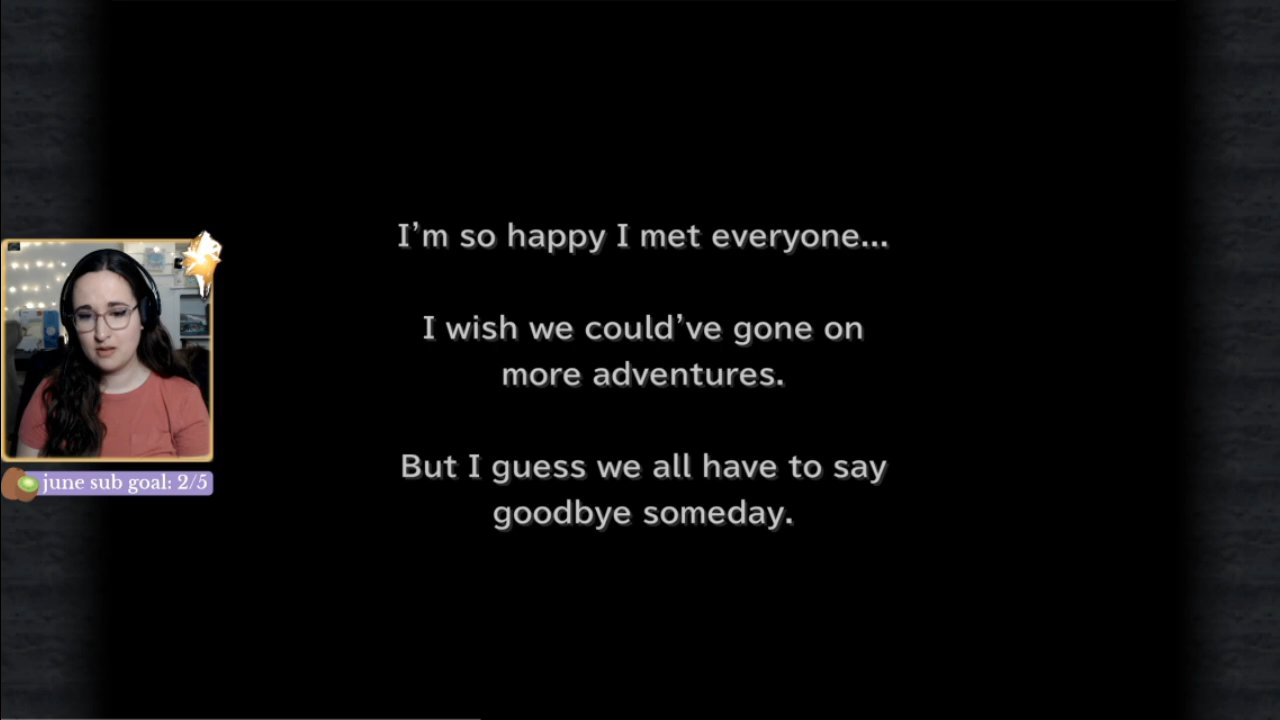 I'm so happy I met everyone...
I wish we could've gone on
more adventures.
But I guess we all have to say
goodbye someday.
june sub goal: 2/5